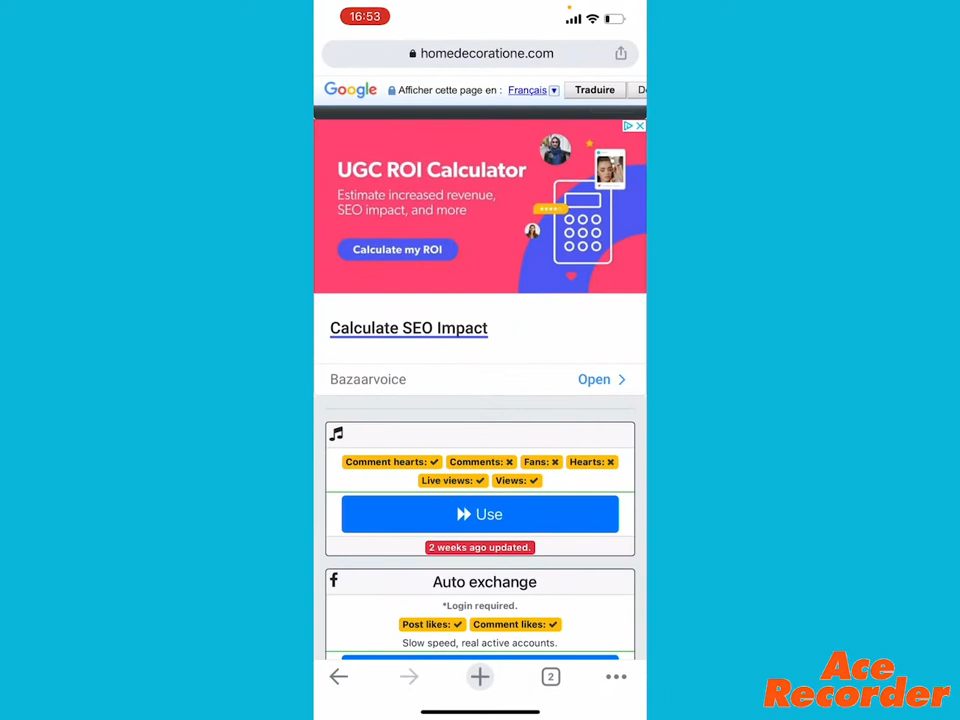 16:53
homedecoratione.com
Google Afficher cette page en : Français Traduire
UGC ROI Calculator
Estimate increased revenue,
SEO impact, and more
Calculate my ROI
Calculate SEO Impact
Bazaarvoice Open
Comment hearts: Comments: Fans: Hearts:
Live views: Views:
Use
2 weeks ago updated.
Auto exchange
*Login required.
Post likes: Comment likes:
Slow speed, real active accounts.
2
Ace
Recorder